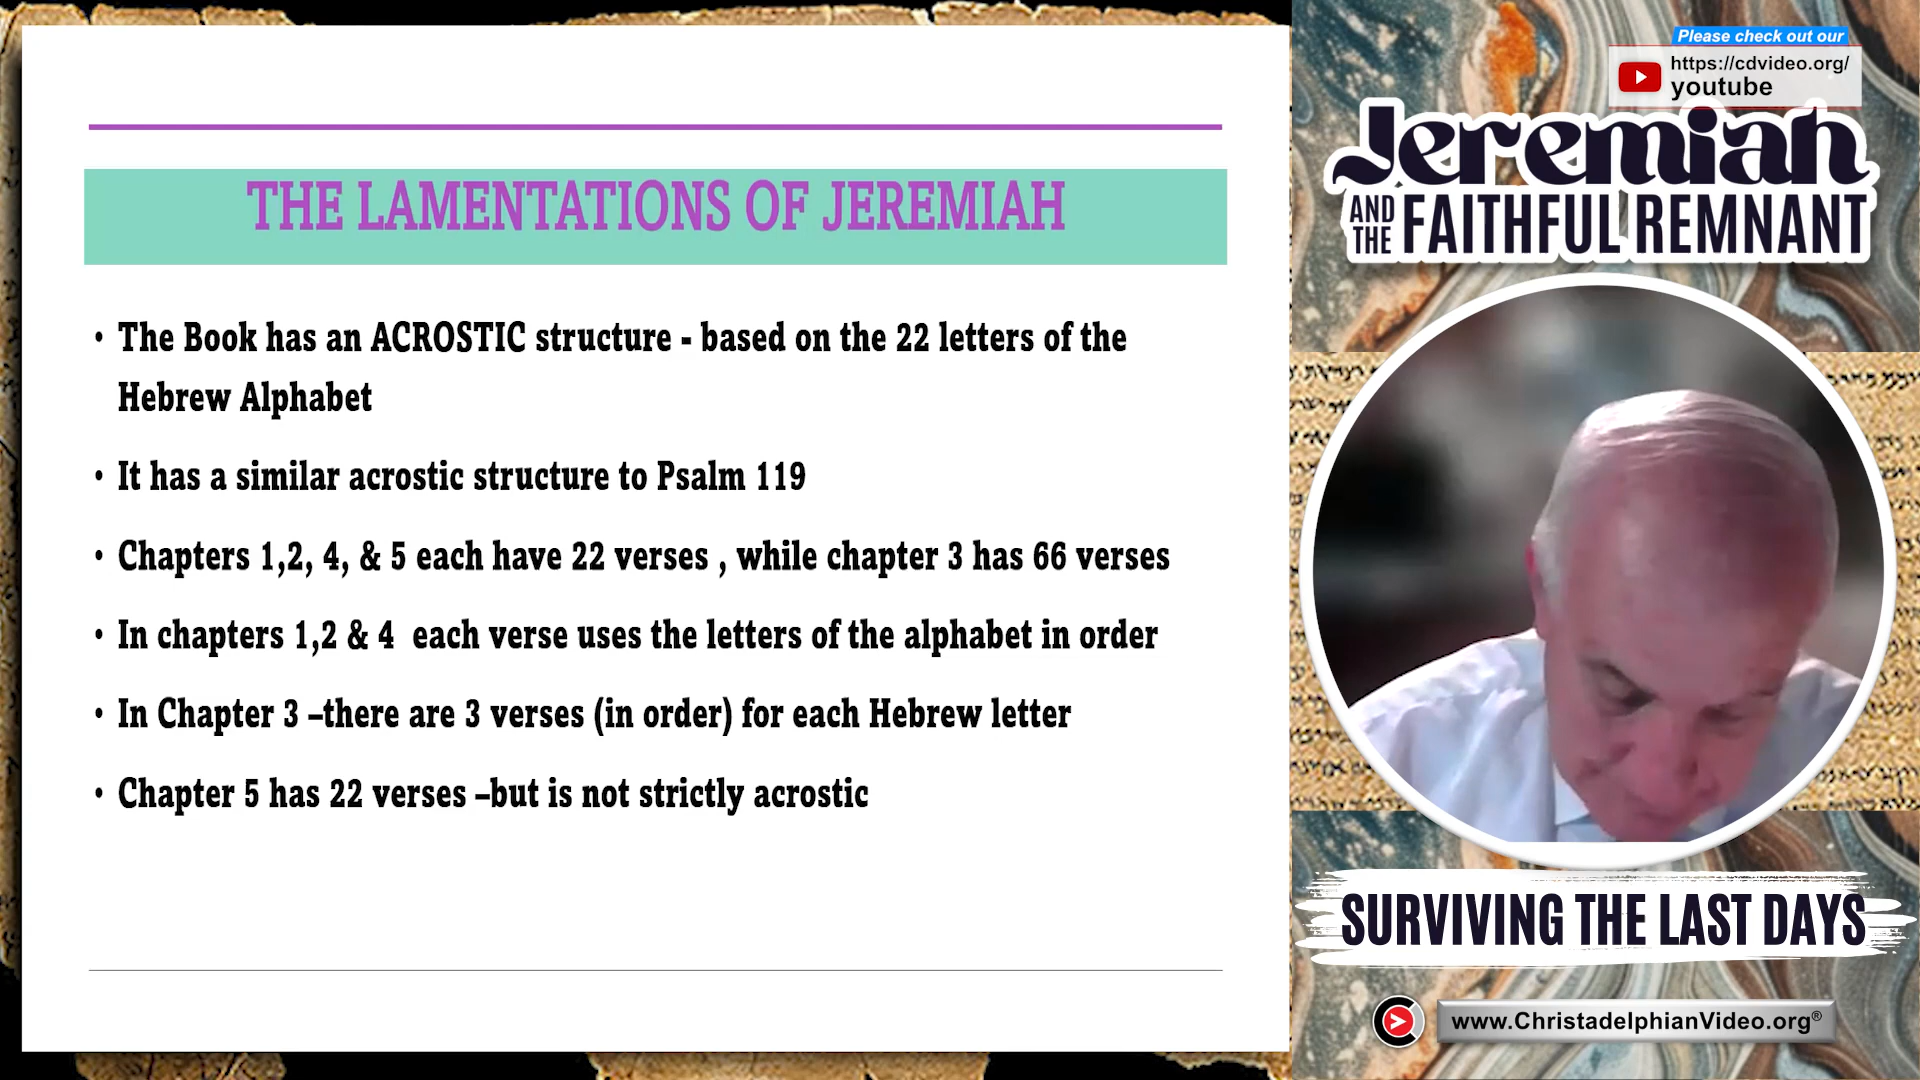 THE LAMENTATIONS OF JEREMIAH
• The Book has an ACROSTIC structure - based on the 22 letters of the
Hebrew Alphabet
• It has a similar acrostic structure to Psalm 119
• Chapters 1,2, 4, & 5 each have 22 verses , while chapter 3 has 66 verses
• In chapters 1,2 & 4 each verse uses the letters of the alphabet in order
• In Chapter 3 –there are 3 verses (in order) for each Hebrew letter
• Chapter 5 has 22 verses –but is not strictly acrostic
Please check out our
https://cdvideo.org/
youtube
Jeremiah
AND THE FAITHFUL REMNANT
SURVIVING THE LAST DAYS
www.ChristadelphianVideo.org®